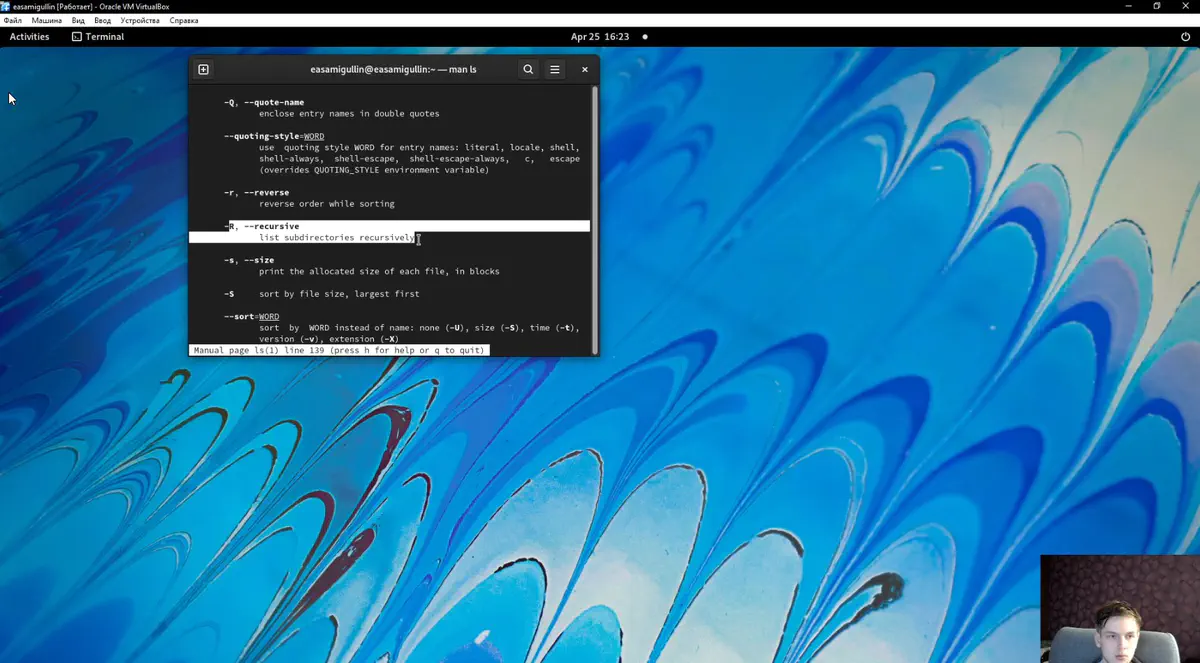 easamigullin [Работает] - Oracle VM VirtualBox
Файл Машина Вид Ввод Устройства Справка
Activities Terminal Apr 25 16:23
easamigullin@easamigullin:~ — man ls
-Q, --quote-name
enclose entry names in double quotes
--quoting-style=WORD
use quoting style WORD for entry names: literal, locale, shell,
shell-always, shell-escape, shell-escape-always, c, escape
(overrides QUOTING_STYLE environment variable)
-r, --reverse
reverse order while sorting
-R, --recursive
list subdirectories recursively
-s, --size
print the allocated size of each file, in blocks
-S sort by file size, largest first
--sort=WORD
sort by WORD instead of name: none (-U), size (-S), time (-t),
version (-v), extension (-X)
Manual page ls(1) line 139 (press h for help or q to quit)